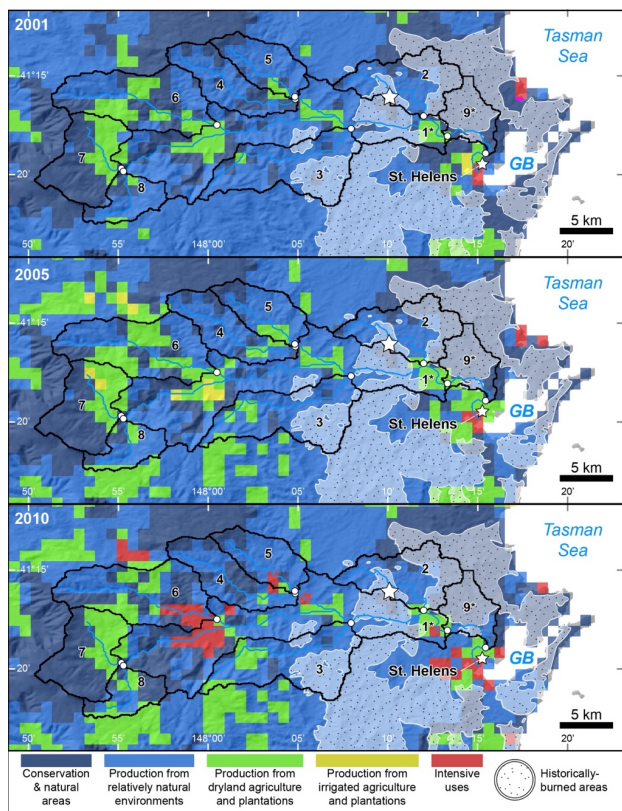 2001
Tasman
Sea
41°15'
5
2
6
4
9*
1*
7
3
8
GB
St. Helens
20'
5 km
50'
55'
148°00'
05'
10'
15'
20'
2005
Tasman
Sea
41°15'
5
2
6
4
9*
1*
7
3
8
GB
St. Helens
20'
5 km
50'
55'
148°00'
05'
10'
15'
20'
2010
Tasman
Sea
41°15'
5
2
6
4
9*
1*
7
3
8
GB
St. Helens
20'
5 km
50'
55'
148°00'
05'
10'
15'
20'
Conservation
& natural
areas
Production from
relatively natural
environments
Production from
dryland agriculture
and plantations
Production from
irrigated agriculture
and plantations
Intensive
uses
Historically-
burned areas